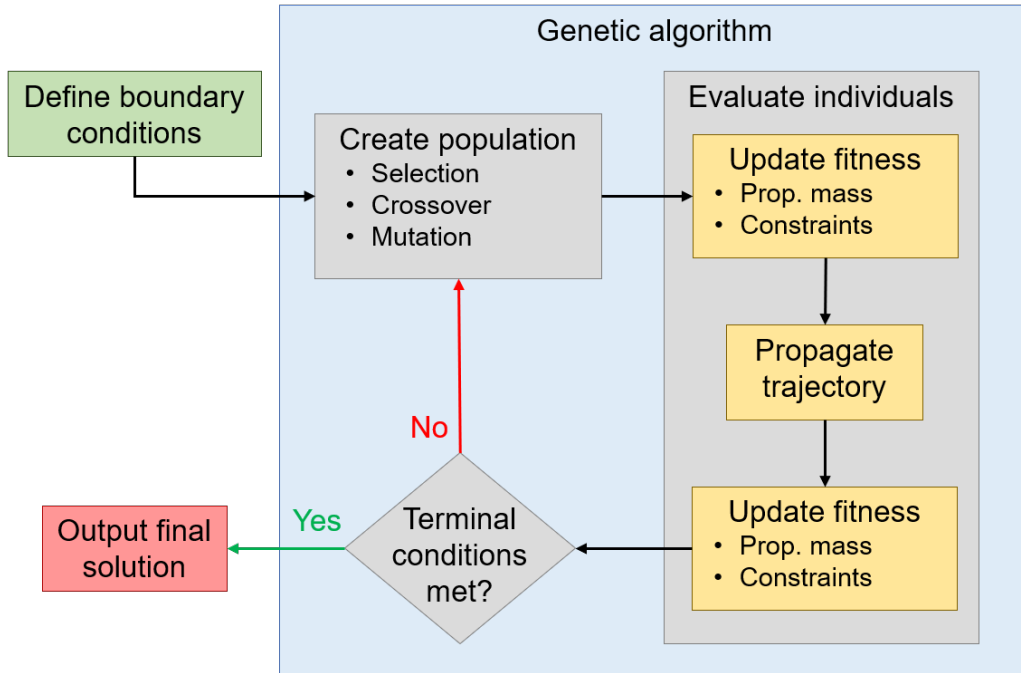 Genetic algorithm
Define boundary
conditions
Create population
• Selection
• Crossover
• Mutation
Evaluate individuals
Update fitness
• Prop. mass
• Constraints
Propagate
trajectory
Update fitness
• Prop. mass
• Constraints
Terminal
conditions
met?
No
Yes
Output final
solution